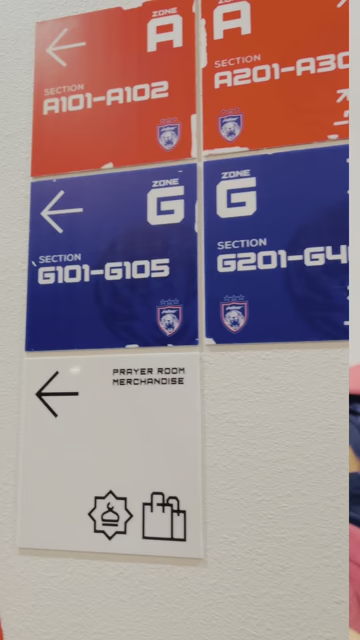 ZONE
A
SECTION
A101-A102
ZONE
A
SECTION
ZONE
G
SECTION
G101-G105
ZONE
G
SECTION
PRAYER ROOM
MERCHANDISE